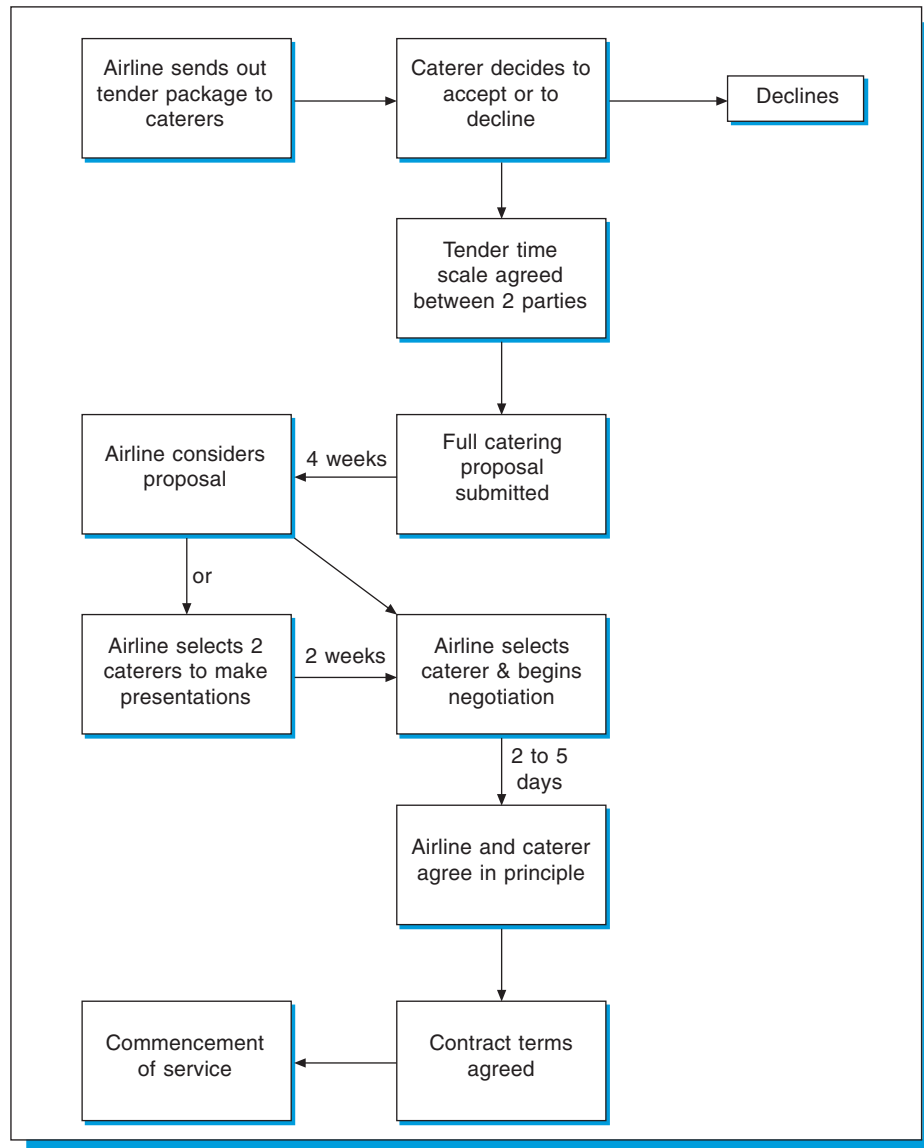 Airline sends out
tender package to
caterers
Caterer decides to
accept or to
decline
Declines
Tender time
scale agreed
between 2 parties
Full catering
proposal
submitted
4 weeks
Airline considers
proposal
or
Airline selects 2
caterers to make
presentations
2 weeks
Airline selects
caterer & begins
negotiation
2 to 5
days
Airline and caterer
agree in principle
Contract terms
agreed
Commencement
of service